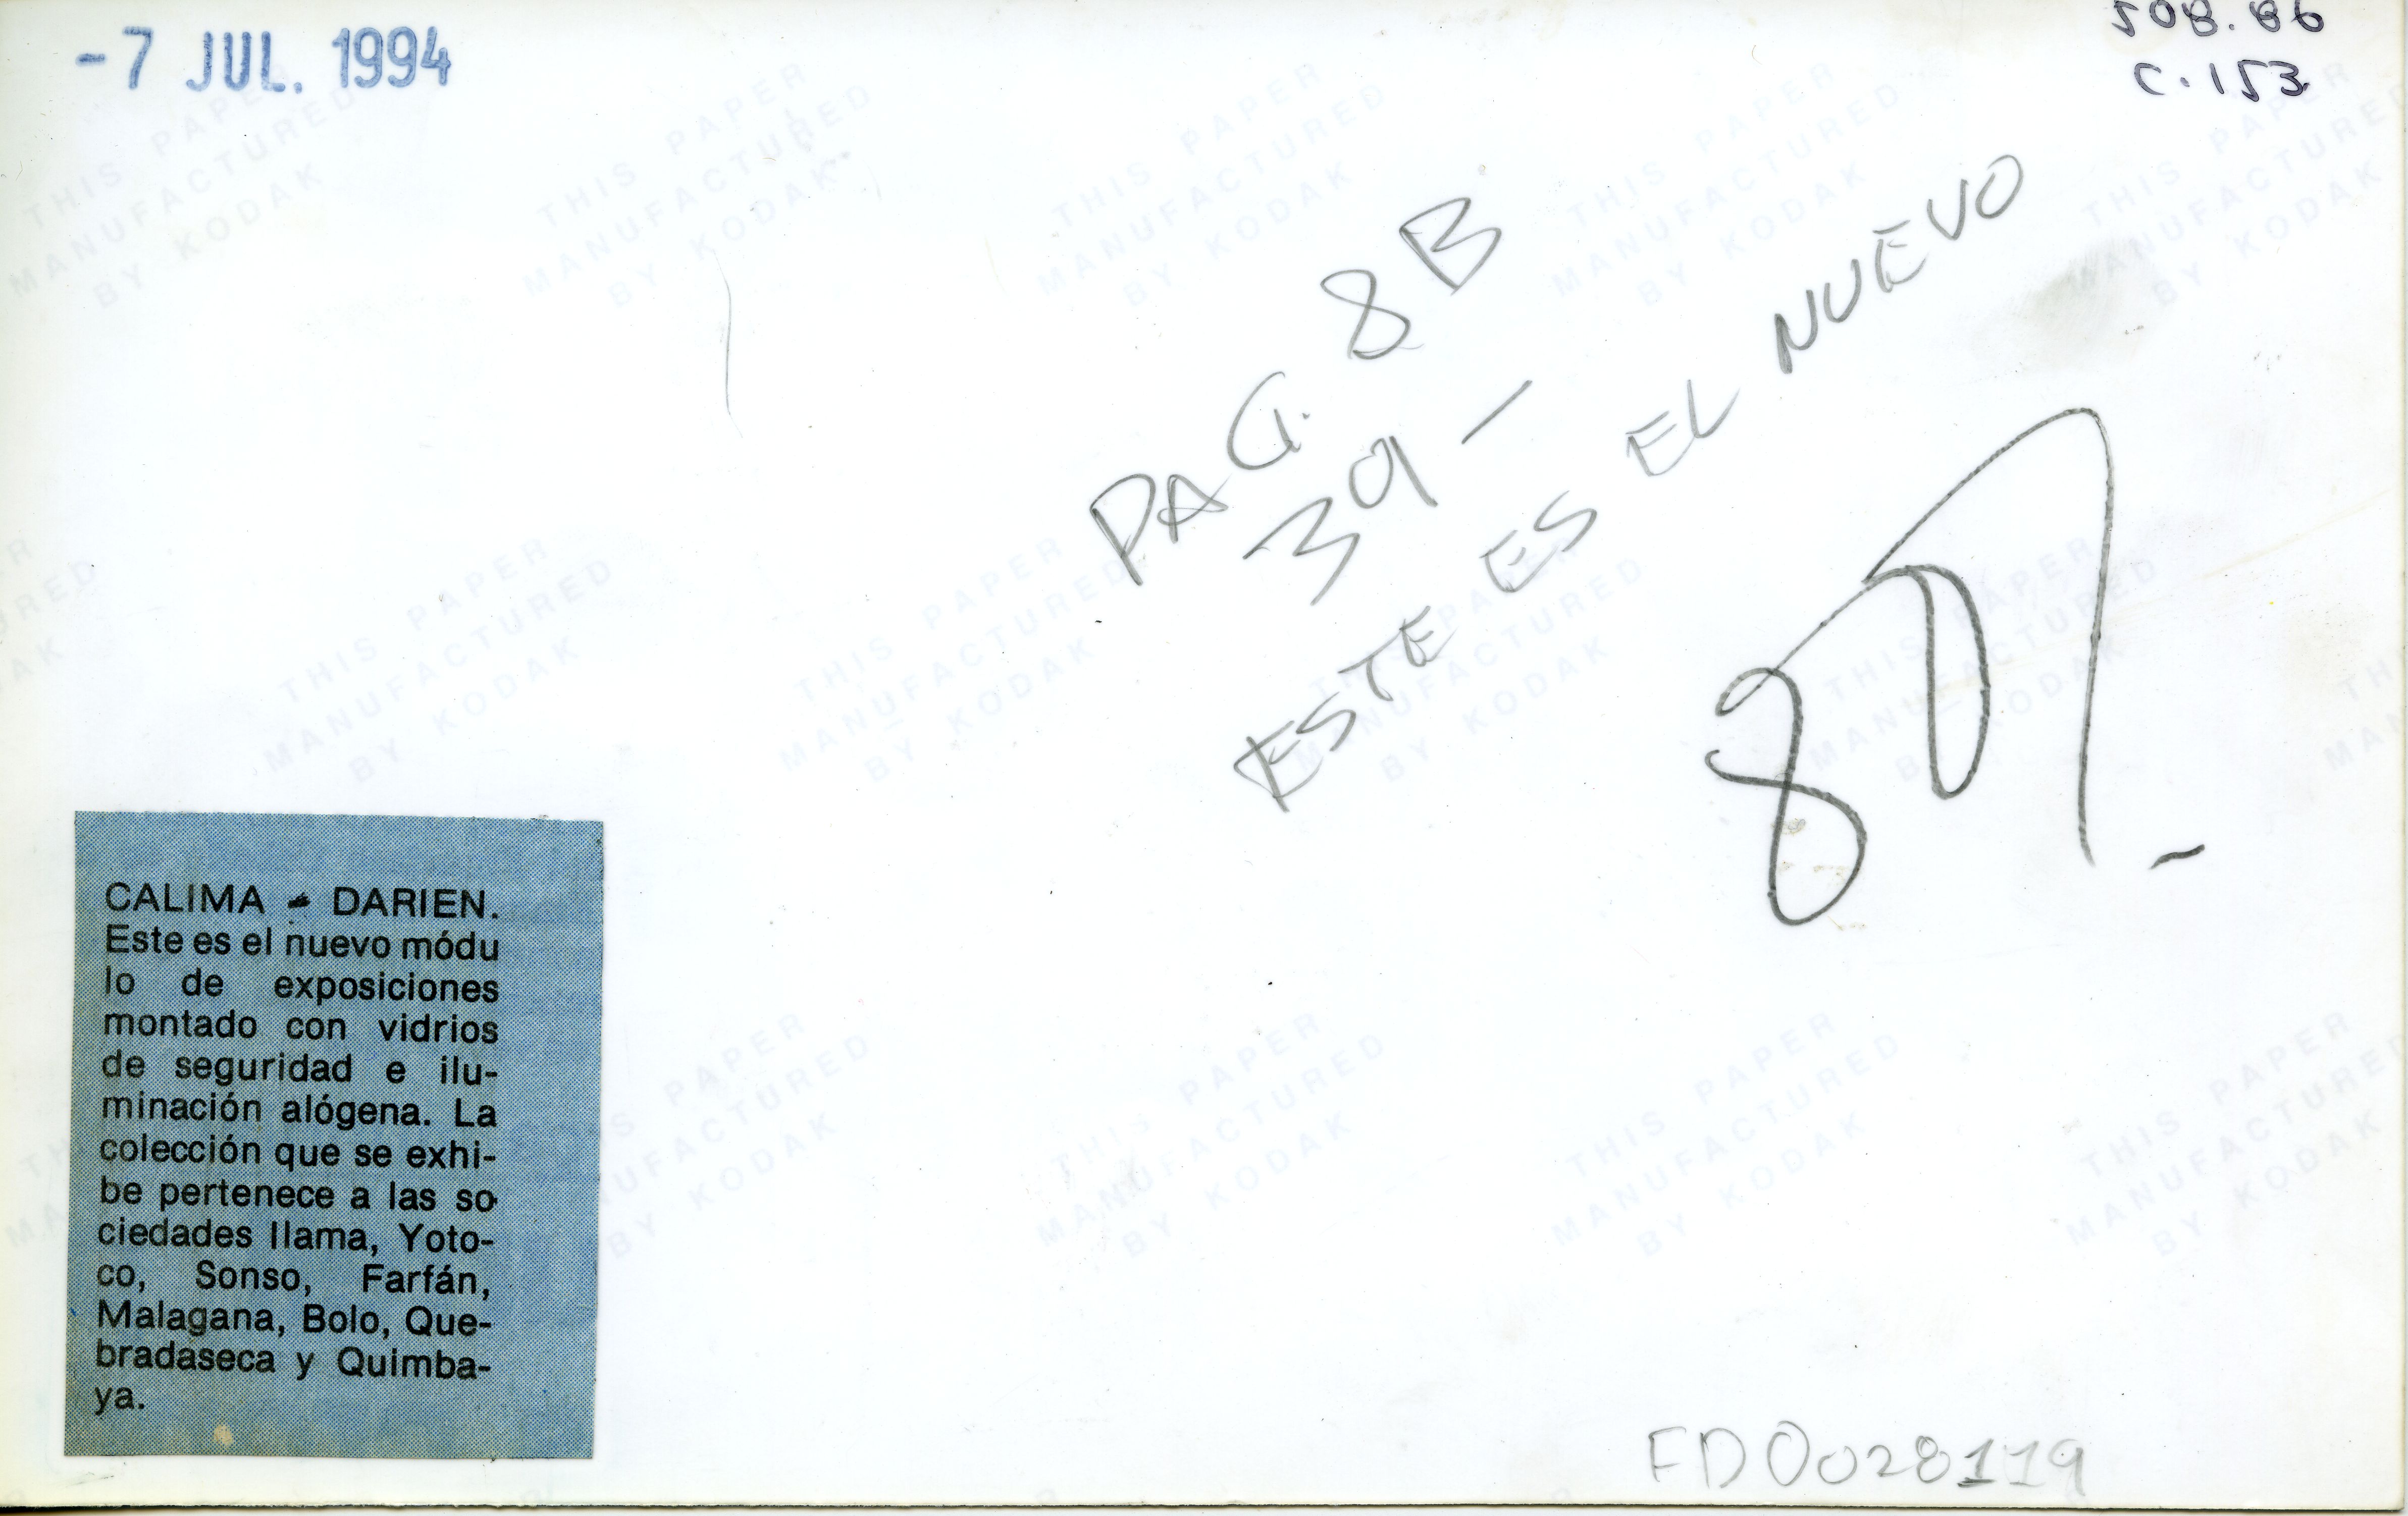 -7 JUL. 1994
508.86
C.153
PAG. 8B
39-
ESTE ES EL NUEVO
807-
CALIMA - DARIEN.
Este es el nuevo módu
lo de exposiciones
montado con vidrios
de seguridad e ilu-
minación alógena. La
colección que se exhi-
be pertenece a las so
ciedades Ilama, Yoto-
co, Sonso, Farfán,
Malagana, Bolo, Que-
bradaseca y Quimba-
ya.
FD0028119
THIS PAPER
MANUFACTURED
BY KODAK